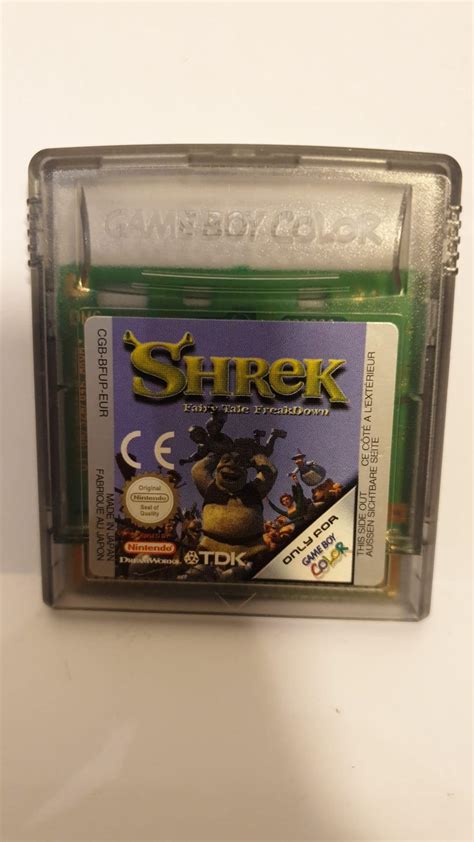 GAME BOY COLOR
CGB-BFUP-EUR
SHREK
Fairy Tale FreakDown
CE
Original
Nintendo
Seal of
Quality
MADE IN JAPAN
FABRIQUÉ AU JAPON
Nintendo
DREAMWORKS
TDK
ONLY FOR
GAME BOY
COLOR
THIS SIDE OUT CE CÔTÉ A L'EXTÉRIEUR
AUSSEN SICHTBARE SEITE